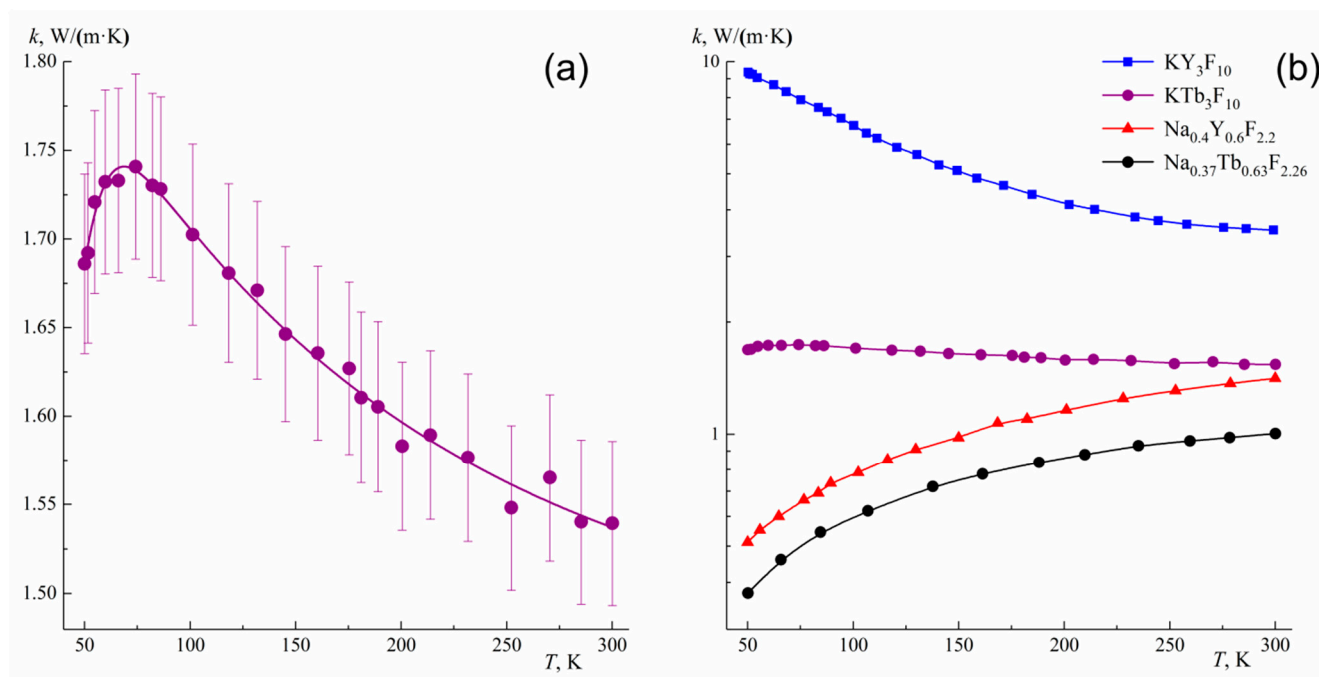 k, W/(m·K)
(a)
1.80
1.75
1.70
1.65
1.60
1.55
1.50
50 100 150 200 250 300
T, K
k, W/(m·K)
(b)
KY₃F₁₀
KTb₃F₁₀
Na₀.₄Y₀.₆F₂.₂
Na₀.₃₇Tb₀.₆₃F₂.₂₆
10
1
50 100 150 200 250 300
T, K